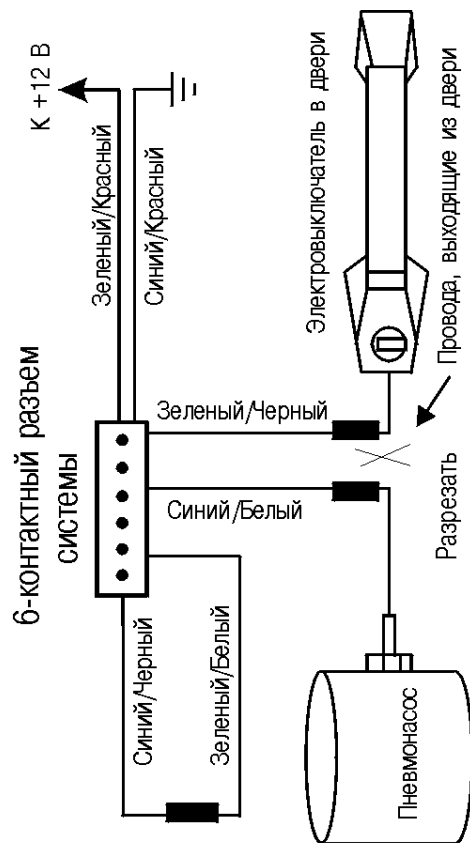 К +12 В
Зеленый/Красный
Синий/Красный
6-контактный разъем
системы
Электровыключатель в двери
Провода, выходящие из двери
Зеленый/Черный
Синий/Белый
Разрезать
Синий/Черный
Зеленый/Белый
Пневмонасос